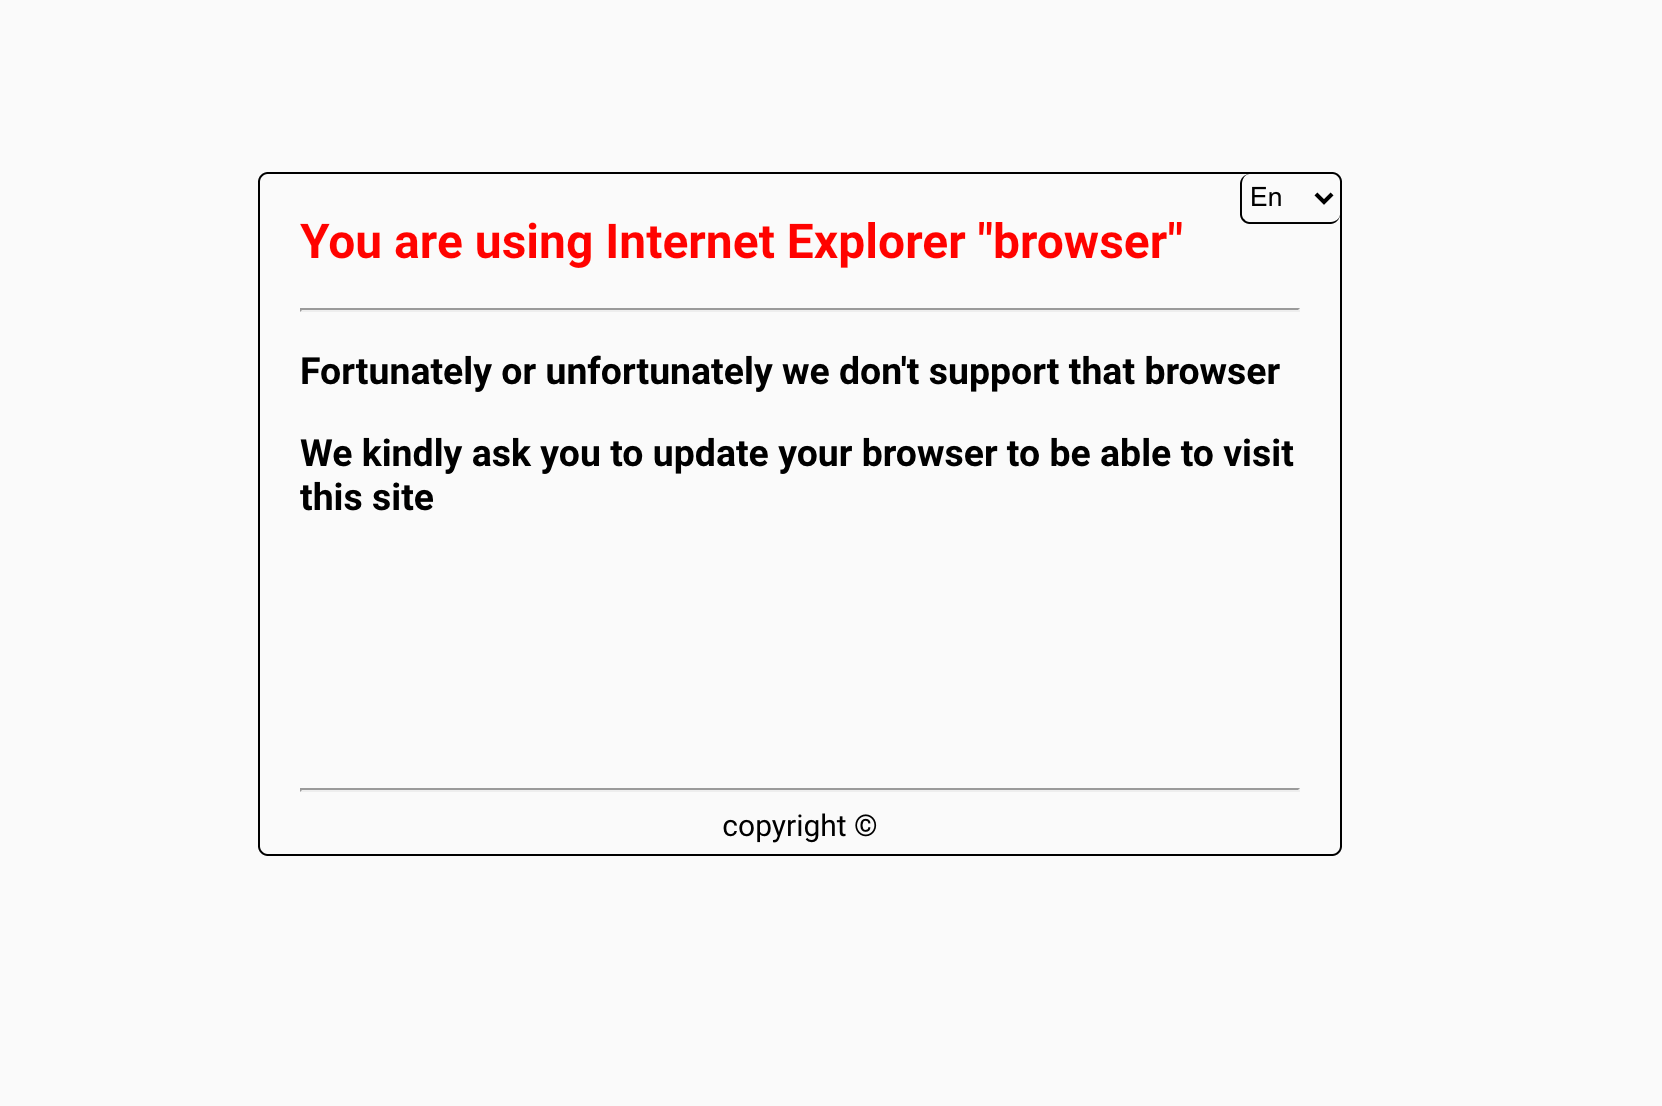 En
You are using Internet Explorer "browser"
Fortunately or unfortunately we don't support that browser
We kindly ask you to update your browser to be able to visit
this site
copyright ©